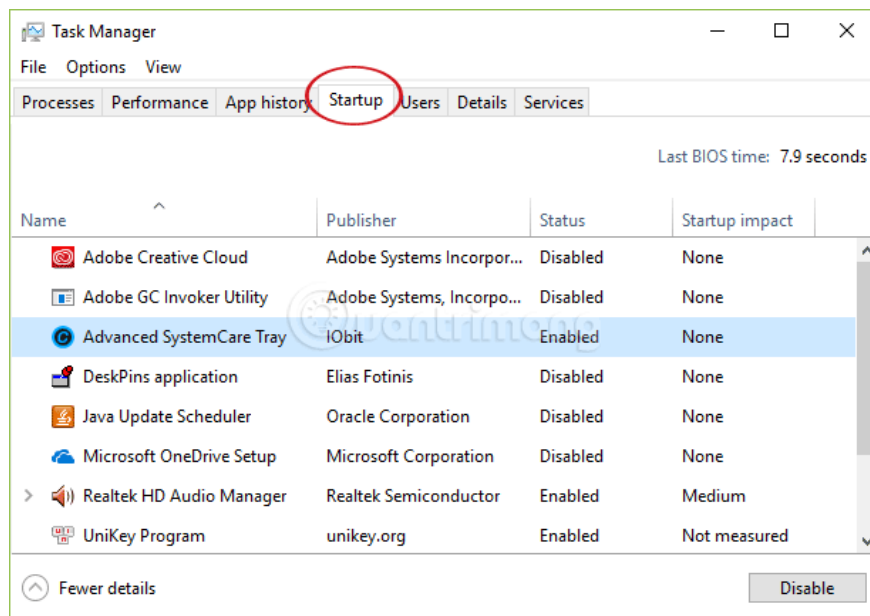 Task Manager
File Options View
Processes Performance App history Startup Users Details Services
Last BIOS time: 7.9 seconds
Name Publisher Status Startup impact
Adobe Creative Cloud Adobe Systems Incorpor... Disabled None
Adobe GC Invoker Utility Adobe Systems, Incorpo... Disabled None
Advanced SystemCare Tray IObit Enabled None
Quantrimang
DeskPins application Elias Fotinis Disabled None
Java Update Scheduler Oracle Corporation Disabled None
Microsoft OneDrive Setup Microsoft Corporation Disabled None
Realtek HD Audio Manager Realtek Semiconductor Enabled Medium
UniKey Program unikey.org Enabled Not measured
Fewer details Disable